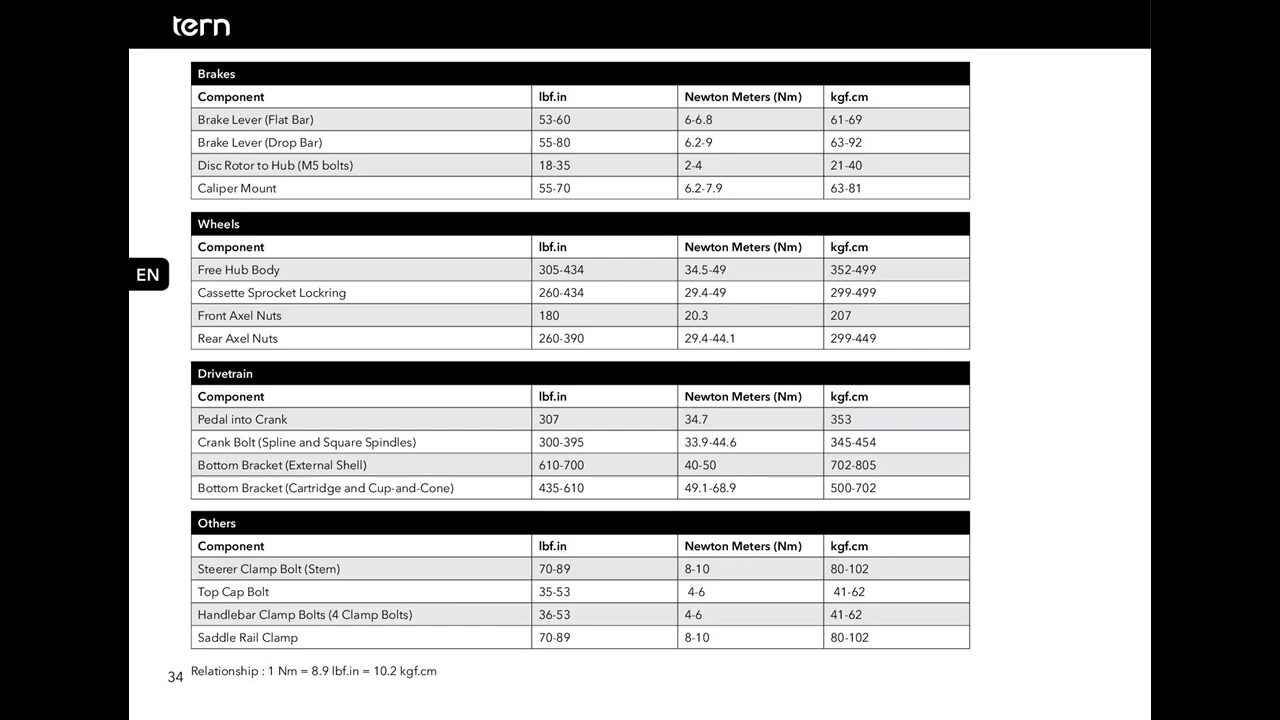 tern
Brakes
Component lbf.in Newton Meters (Nm) kgf.cm
Brake Lever (Flat Bar) 53-60 6-6.8 61-69
Brake Lever (Drop Bar) 55-80 6.2-9 63-92
Disc Rotor to Hub (M5 bolts) 18-35 2-4 21-40
Caliper Mount 55-70 6.2-7.9 63-81
Wheels
Component lbf.in Newton Meters (Nm) kgf.cm
EN
Free Hub Body 305-434 34.5-49 352-499
Cassette Sprocket Lockring 260-434 29.4-49 299-499
Front Axel Nuts 180 20.3 207
Rear Axel Nuts 260-390 29.4-44.1 299-449
Drivetrain
Component lbf.in Newton Meters (Nm) kgf.cm
Pedal into Crank 307 34.7 353
Crank Bolt (Spline and Square Spindles) 300-395 33.9-44.6 345-454
Bottom Bracket (External Shell) 610-700 40-50 702-805
Bottom Bracket (Cartridge and Cup-and-Cone) 435-610 49.1-68.9 500-702
Others
Component lbf.in Newton Meters (Nm) kgf.cm
Steerer Clamp Bolt (Stem) 70-89 8-10 80-102
Top Cap Bolt 35-53 4-6 41-62
Handlebar Clamp Bolts (4 Clamp Bolts) 36-53 4-6 41-62
Saddle Rail Clamp 70-89 8-10 80-102
Relationship : 1 Nm = 8.9 lbf.in = 10.2 kgf.cm
34